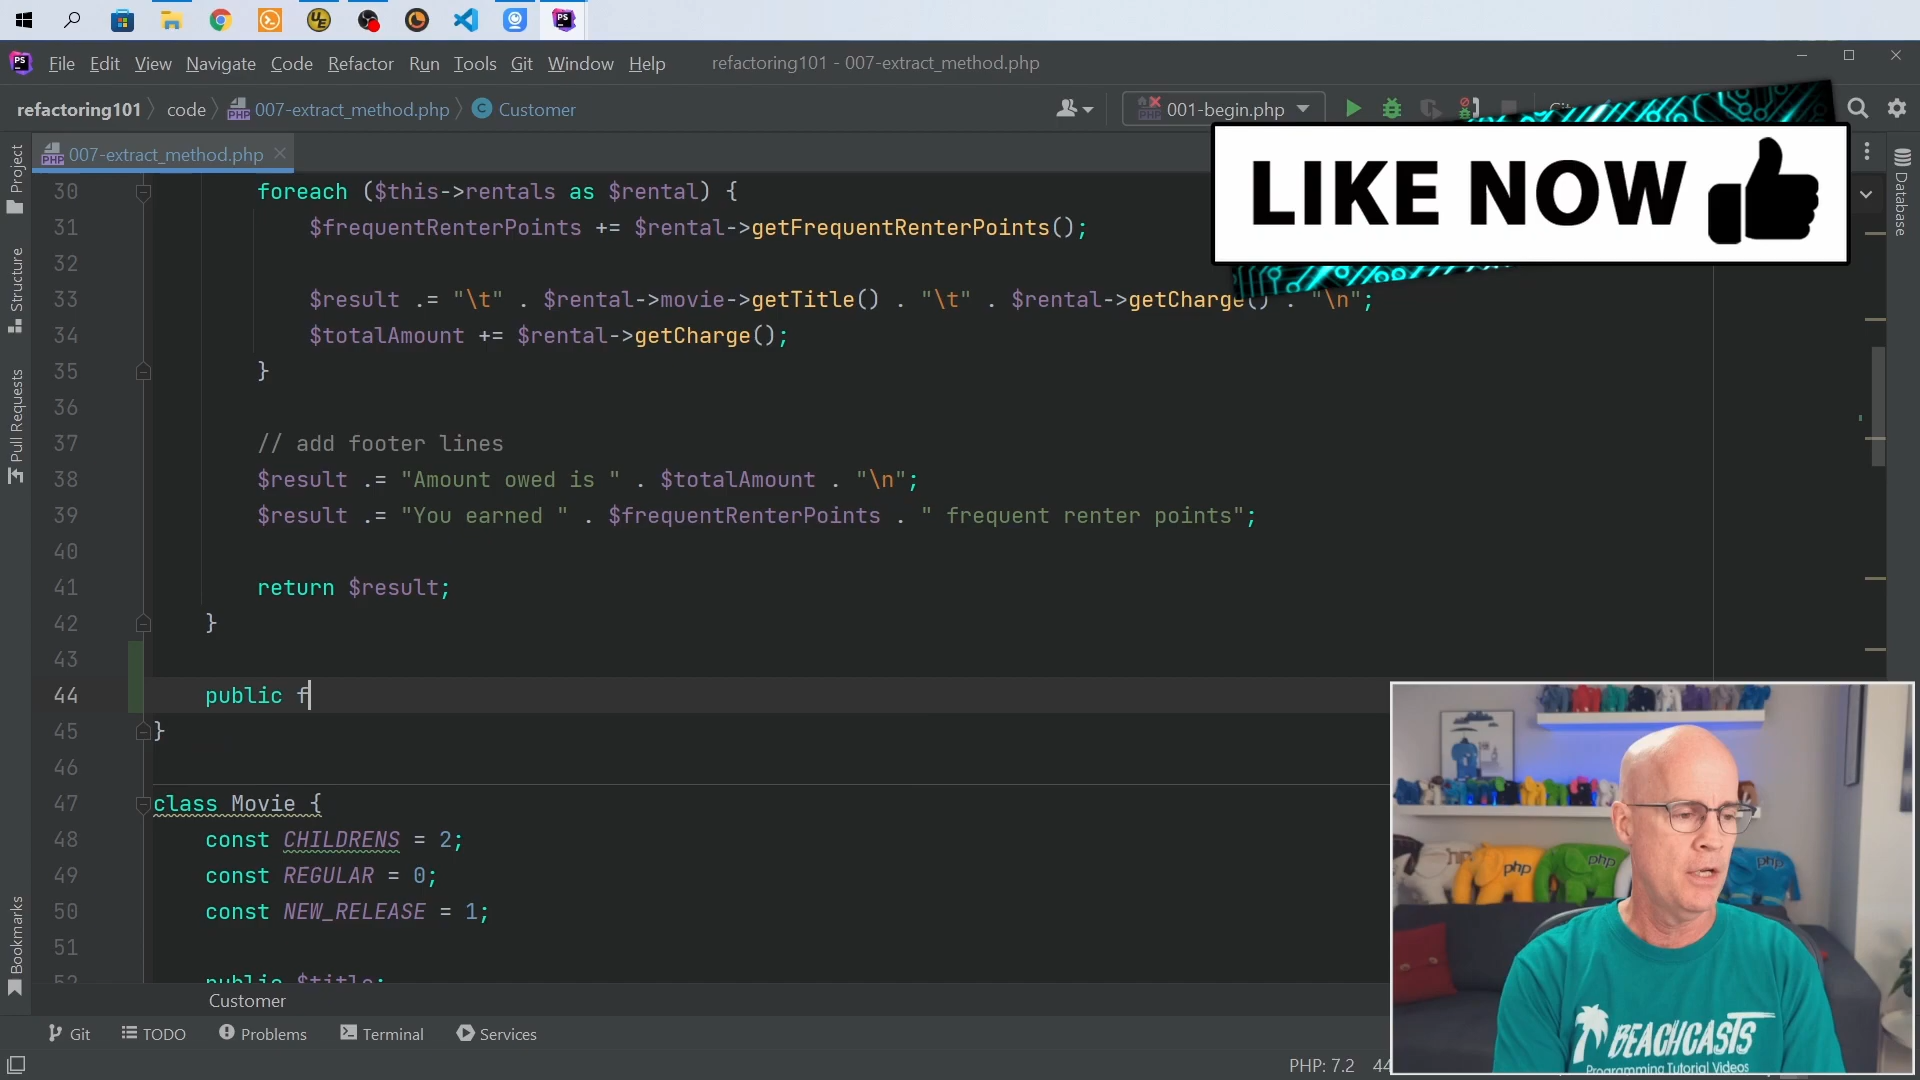 File Edit View Navigate Code Refactor Run Tools Git Window Help refactoring101 - 007-extract_method.php
refactoring101 code 007-extract_method.php Customer 001-begin.php
007-extract_method.php
LIKE NOW
Project
Structure
Pull Requests
Bookmarks
Database
30 foreach ($this->rentals as $rental) {
31 $frequentRenterPoints += $rental->getFrequentRenterPoints();
32
33 $result .= "\t" . $rental->movie->getTitle() . "\t" . $rental->getCharge() . "\n";
34 $totalAmount += $rental->getCharge();
35 }
36
37 // add footer lines
38 $result .= "Amount owed is " . $totalAmount . "\n";
39 $result .= "You earned " . $frequentRenterPoints . " frequent renter points";
40
41 return $result;
42 }
43
44 public f
45 }
46
47 class Movie {
48 const CHILDRENS = 2;
49 const REGULAR = 0;
50 const NEW_RELEASE = 1;
51
52 public $title;
Customer
Git TODO Problems Terminal Services
PHP: 7.2 44
php
php
php
BEACHCASTS
Programming Tutorial Videos